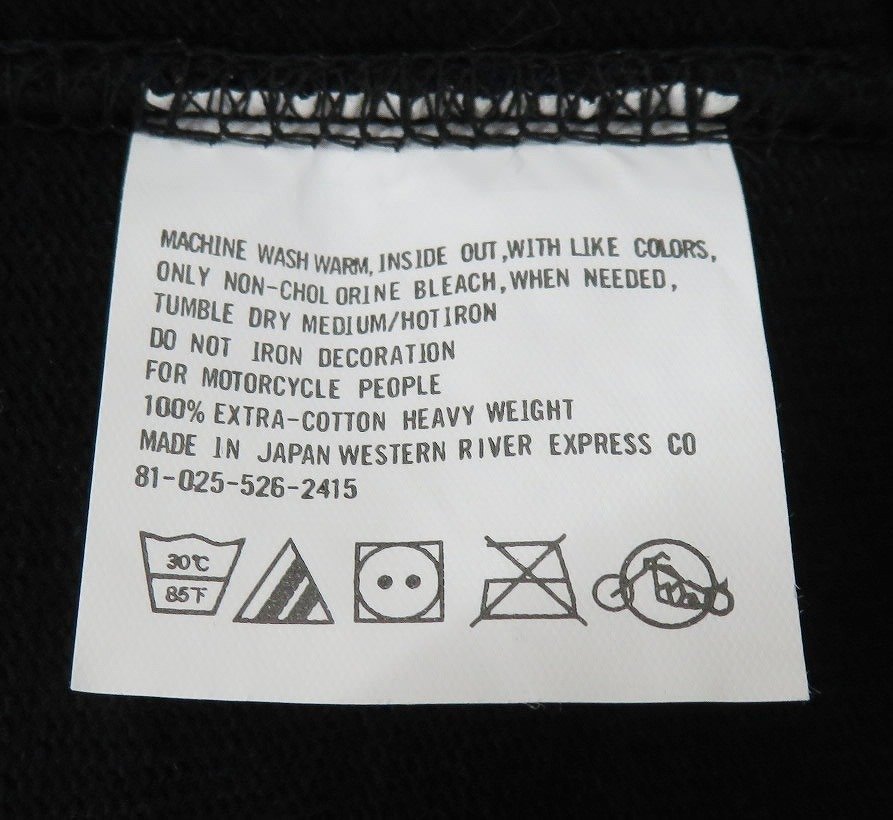 MACHINE WASH WARM, INSIDE OUT, WITH LIKE COLORS,
ONLY NON-CHOL ORINE BLEACH, WHEN NEEDED,
TUMBLE DRY MEDIUM/HOT IRON
DO NOT IRON DECORATION
FOR MOTORCYCLE PEOPLE
100% EXTRA-COTTON HEAVY WEIGHT
MADE IN JAPAN WESTERN RIVER EXPRESS CO
81-025-526-2415
30℃
85℉